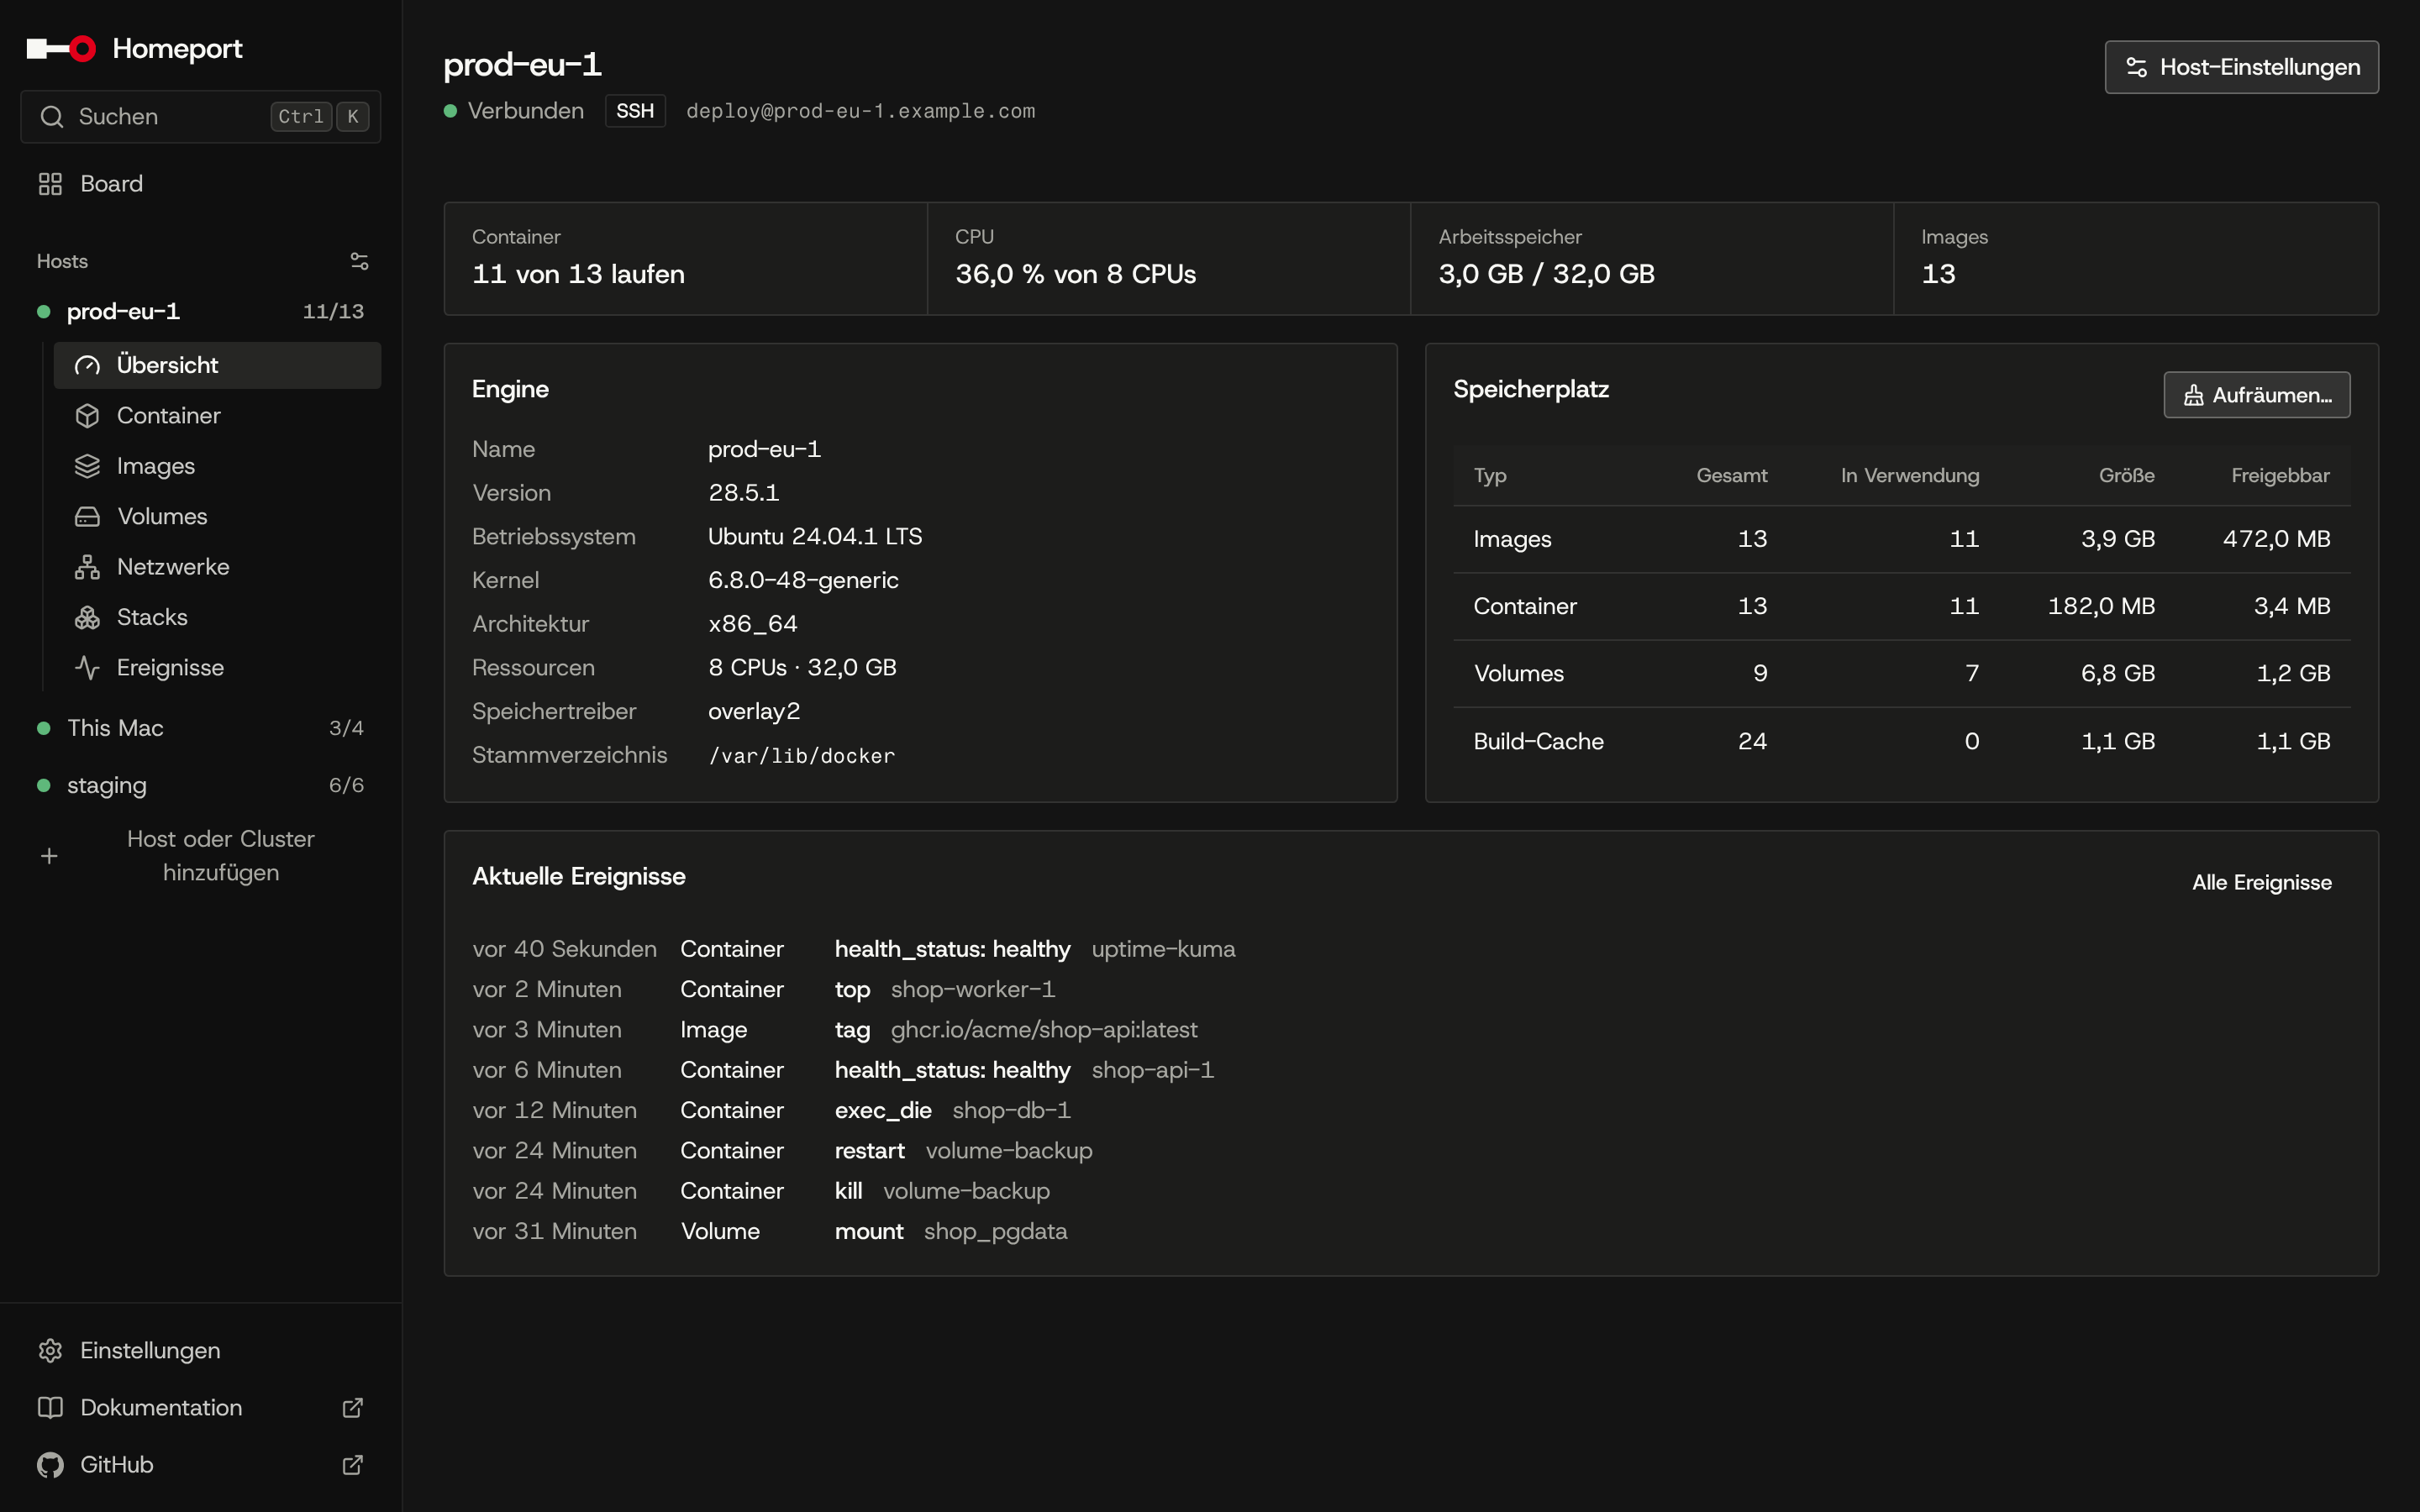 Homeport
Suchen Ctrl K
Board
Hosts
prod-eu-1 11/13
Übersicht
Container
Images
Volumes
Netzwerke
Stacks
Ereignisse
This Mac 3/4
staging 6/6
Host oder Cluster
hinzufügen
Einstellungen
Dokumentation
GitHub
prod-eu-1
Verbunden SSH deploy@prod-eu-1.example.com
Host-Einstellungen
Container
11 von 13 laufen
CPU
36,0 % von 8 CPUs
Arbeitsspeicher
3,0 GB / 32,0 GB
Images
13
Engine
Name prod-eu-1
Version 28.5.1
Betriebssystem Ubuntu 24.04.1 LTS
Kernel 6.8.0-48-generic
Architektur x86_64
Ressourcen 8 CPUs · 32,0 GB
Speichertreiber overlay2
Stammverzeichnis /var/lib/docker
Speicherplatz
Aufräumen…
Typ Gesamt In Verwendung Größe Freigebbar
Images 13 11 3,9 GB 472,0 MB
Container 13 11 182,0 MB 3,4 MB
Volumes 9 7 6,8 GB 1,2 GB
Build-Cache 24 0 1,1 GB 1,1 GB
Aktuelle Ereignisse
Alle Ereignisse
vor 40 Sekunden Container health_status: healthy uptime-kuma
vor 2 Minuten Container top shop-worker-1
vor 3 Minuten Image tag ghcr.io/acme/shop-api:latest
vor 6 Minuten Container health_status: healthy shop-api-1
vor 12 Minuten Container exec_die shop-db-1
vor 24 Minuten Container restart volume-backup
vor 24 Minuten Container kill volume-backup
vor 31 Minuten Volume mount shop_pgdata